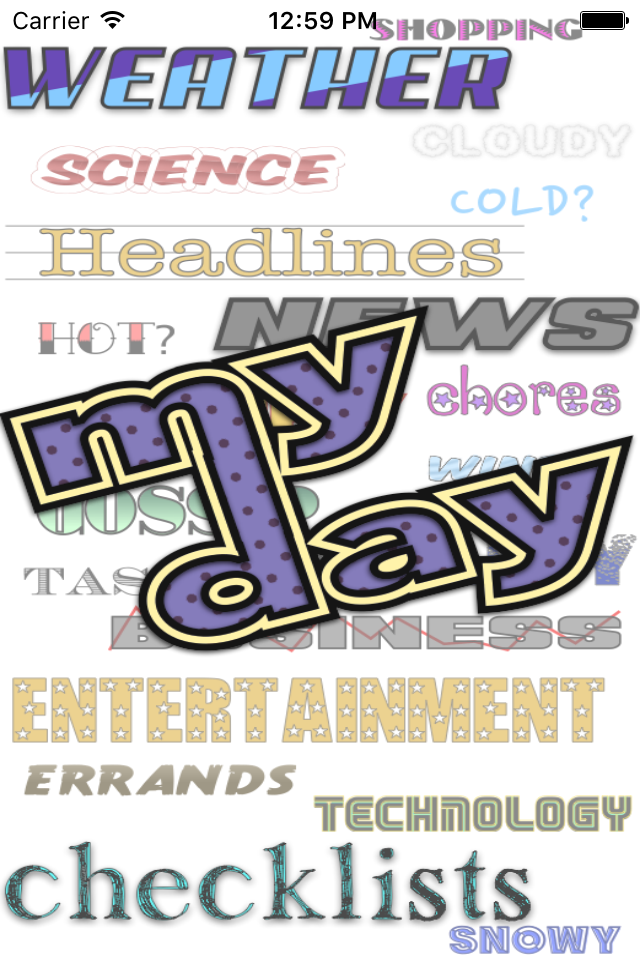 Carrier 12:59 PM
SHOPPING
WEATHER
CLOUDY
SCIENCE
COLD?
Headlines
NEWS
HOT?
my
chores
day
BUSINESS
ENTERTAINMENT
ERRANDS
TECHNOLOGY
checklists
SNOWY